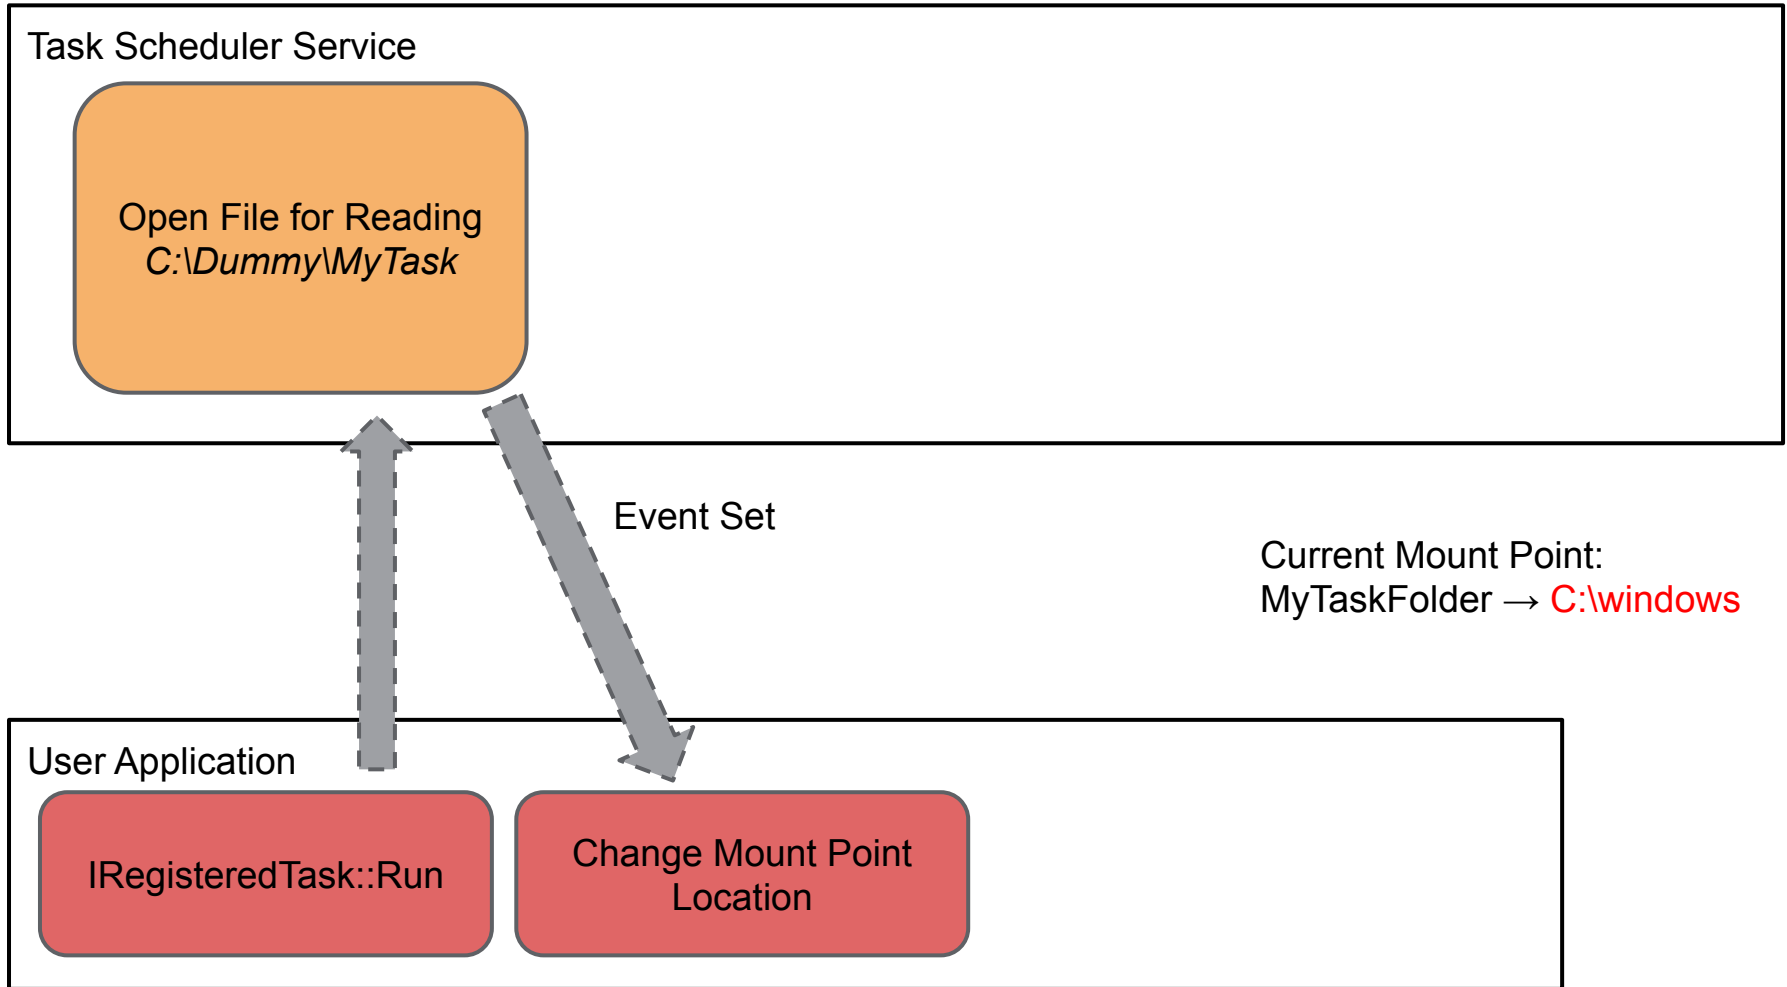 Task Scheduler Service
Open File for Reading
C:\Dummy\MyTask
Event Set
Current Mount Point:
MyTaskFolder → C:\windows
User Application
IRegisteredTask::Run
Change Mount Point
Location